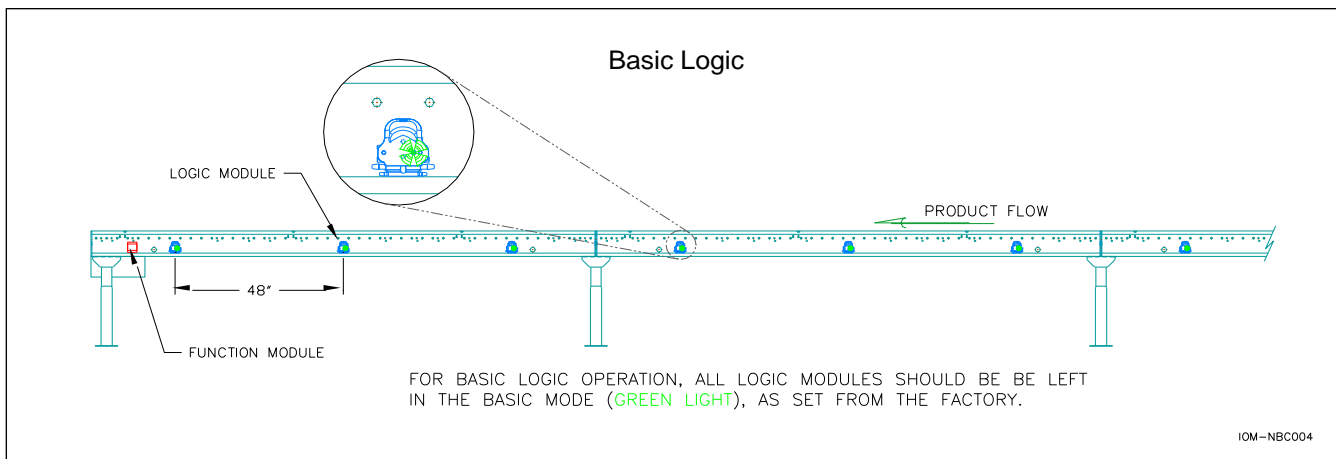 Basic Logic
LOGIC MODULE
PRODUCT FLOW
48"
FUNCTION MODULE
FOR BASIC LOGIC OPERATION, ALL LOGIC MODULES SHOULD BE BE LEFT
IN THE BASIC MODE (GREEN LIGHT), AS SET FROM THE FACTORY.
IOM-NBC004